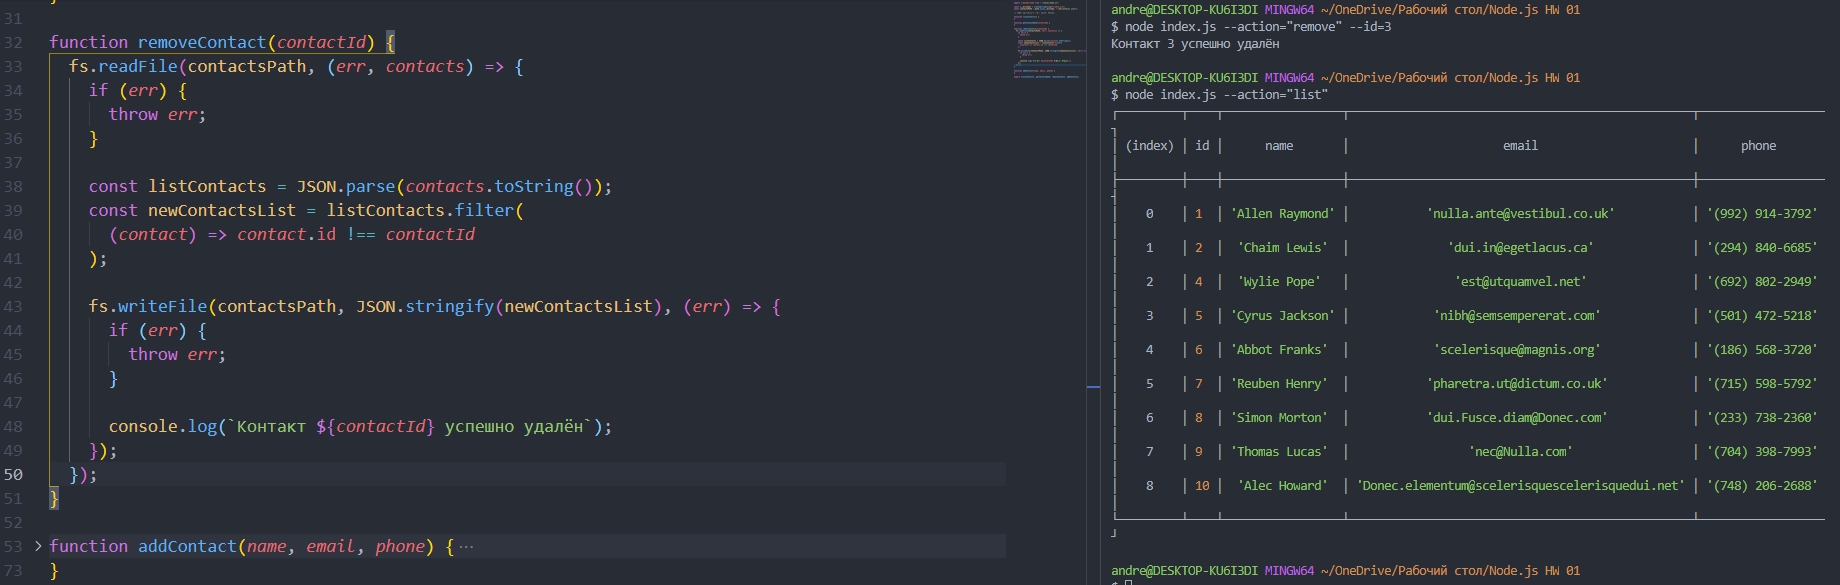 31
32 function removeContact(contactId) {
33 fs.readFile(contactsPath, (err, contacts) => {
34 if (err) {
35 throw err;
36 }
37
38 const listContacts = JSON.parse(contacts.toString());
39 const newContactsList = listContacts.filter(
40 (contact) => contact.id !== contactId
41 );
42
43 fs.writeFile(contactsPath, JSON.stringify(newContactsList), (err) => {
44 if (err) {
45 throw err;
46 }
47
48 console.log(`Контакт ${contactId} успешно удалён`);
49 });
50 });
51 }
52
53 function addContact(name, email, phone) { ...
73 }
andre@DESKTOP-KU6I3DI MINGW64 ~/OneDrive/Рабочий стол/Node.js HW 01
$ node index.js --action="remove" --id=3
Контакт 3 успешно удалён
andre@DESKTOP-KU6I3DI MINGW64 ~/OneDrive/Рабочий стол/Node.js HW 01
$ node index.js --action="list"
(index) id name email phone
0 1 'Allen Raymond' 'nulla.ante@vestibul.co.uk' '(992) 914-3792'
1 2 'Chaim Lewis' 'dui.in@egetlacus.ca' '(294) 840-6685'
2 4 'Wylie Pope' 'est@utquamvel.net' '(692) 802-2949'
3 5 'Cyrus Jackson' 'nibh@semsempererat.com' '(501) 472-5218'
4 6 'Abbot Franks' 'scelerisque@magnis.org' '(186) 568-3720'
5 7 'Reuben Henry' 'pharetra.ut@dictum.co.uk' '(715) 598-5792'
6 8 'Simon Morton' 'dui.Fusce.diam@Donec.com' '(233) 738-2360'
7 9 'Thomas Lucas' 'nec@Nulla.com' '(704) 398-7993'
8 10 'Alec Howard' 'Donec.elementum@scelerisquescelerisquedui.net' '(748) 206-2688'
andre@DESKTOP-KU6I3DI MINGW64 ~/OneDrive/Рабочий стол/Node.js HW 01
$